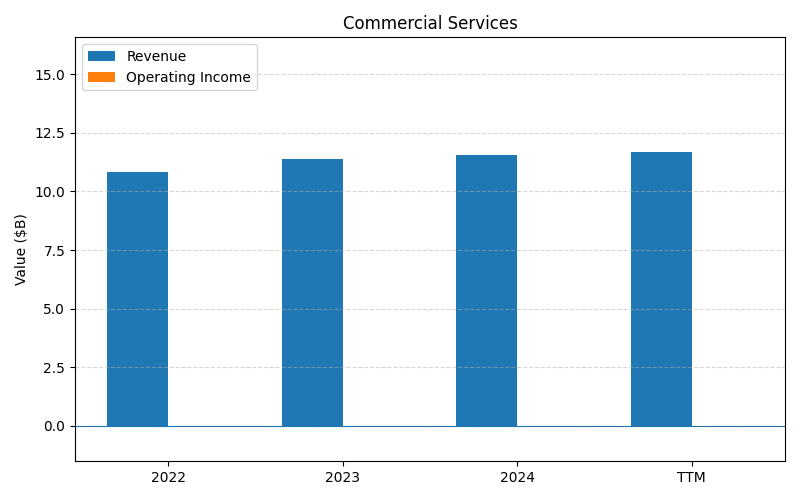 Commercial Services
Revenue
Operating Income
Value ($B)
15.0
12.5
10.0
7.5
5.0
2.5
0.0
2022
2023
2024
TTM